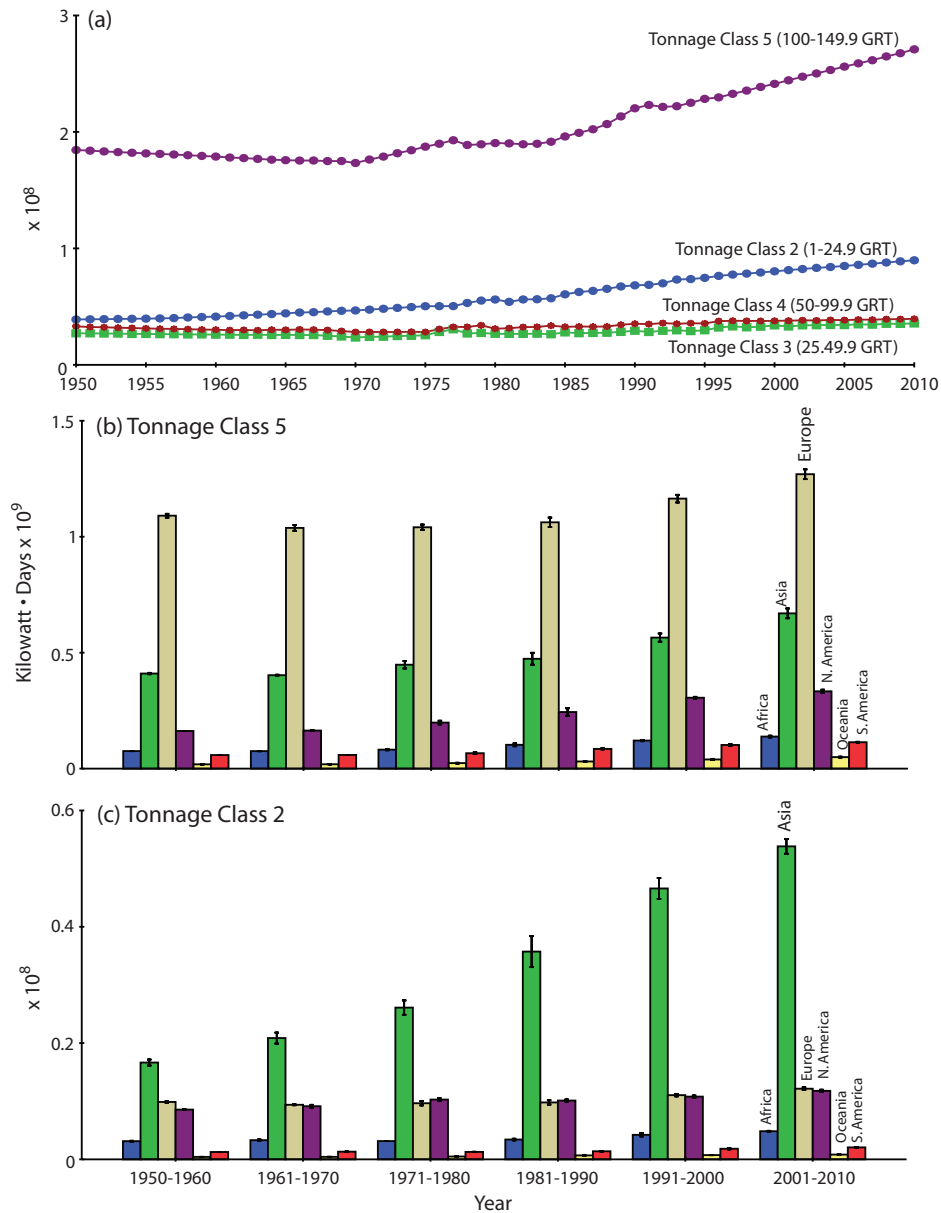 3
(a)
Tonnage Class 5 (100-149.9 GRT)
2
x 10⁸
1
Tonnage Class 2 (1-24.9 GRT)
Tonnage Class 4 (50-99.9 GRT)
Tonnage Class 3 (25.49.9 GRT)
0
1950 1955 1960 1965 1970 1975 1980 1985 1990 1995 2000 2005 2010
1.5
(b) Tonnage Class 5
Europe
1
Kilowatt • Days x 10⁹
Asia
0.5
N. America
Africa
Oceania
S. America
0
0.6
(c) Tonnage Class 2
Asia
0.4
x 10⁸
0.2
Europe
N. America
Africa
Oceania
S. America
0
1950-1960 1961-1970 1971-1980 1981-1990 1991-2000 2001-2010
Year